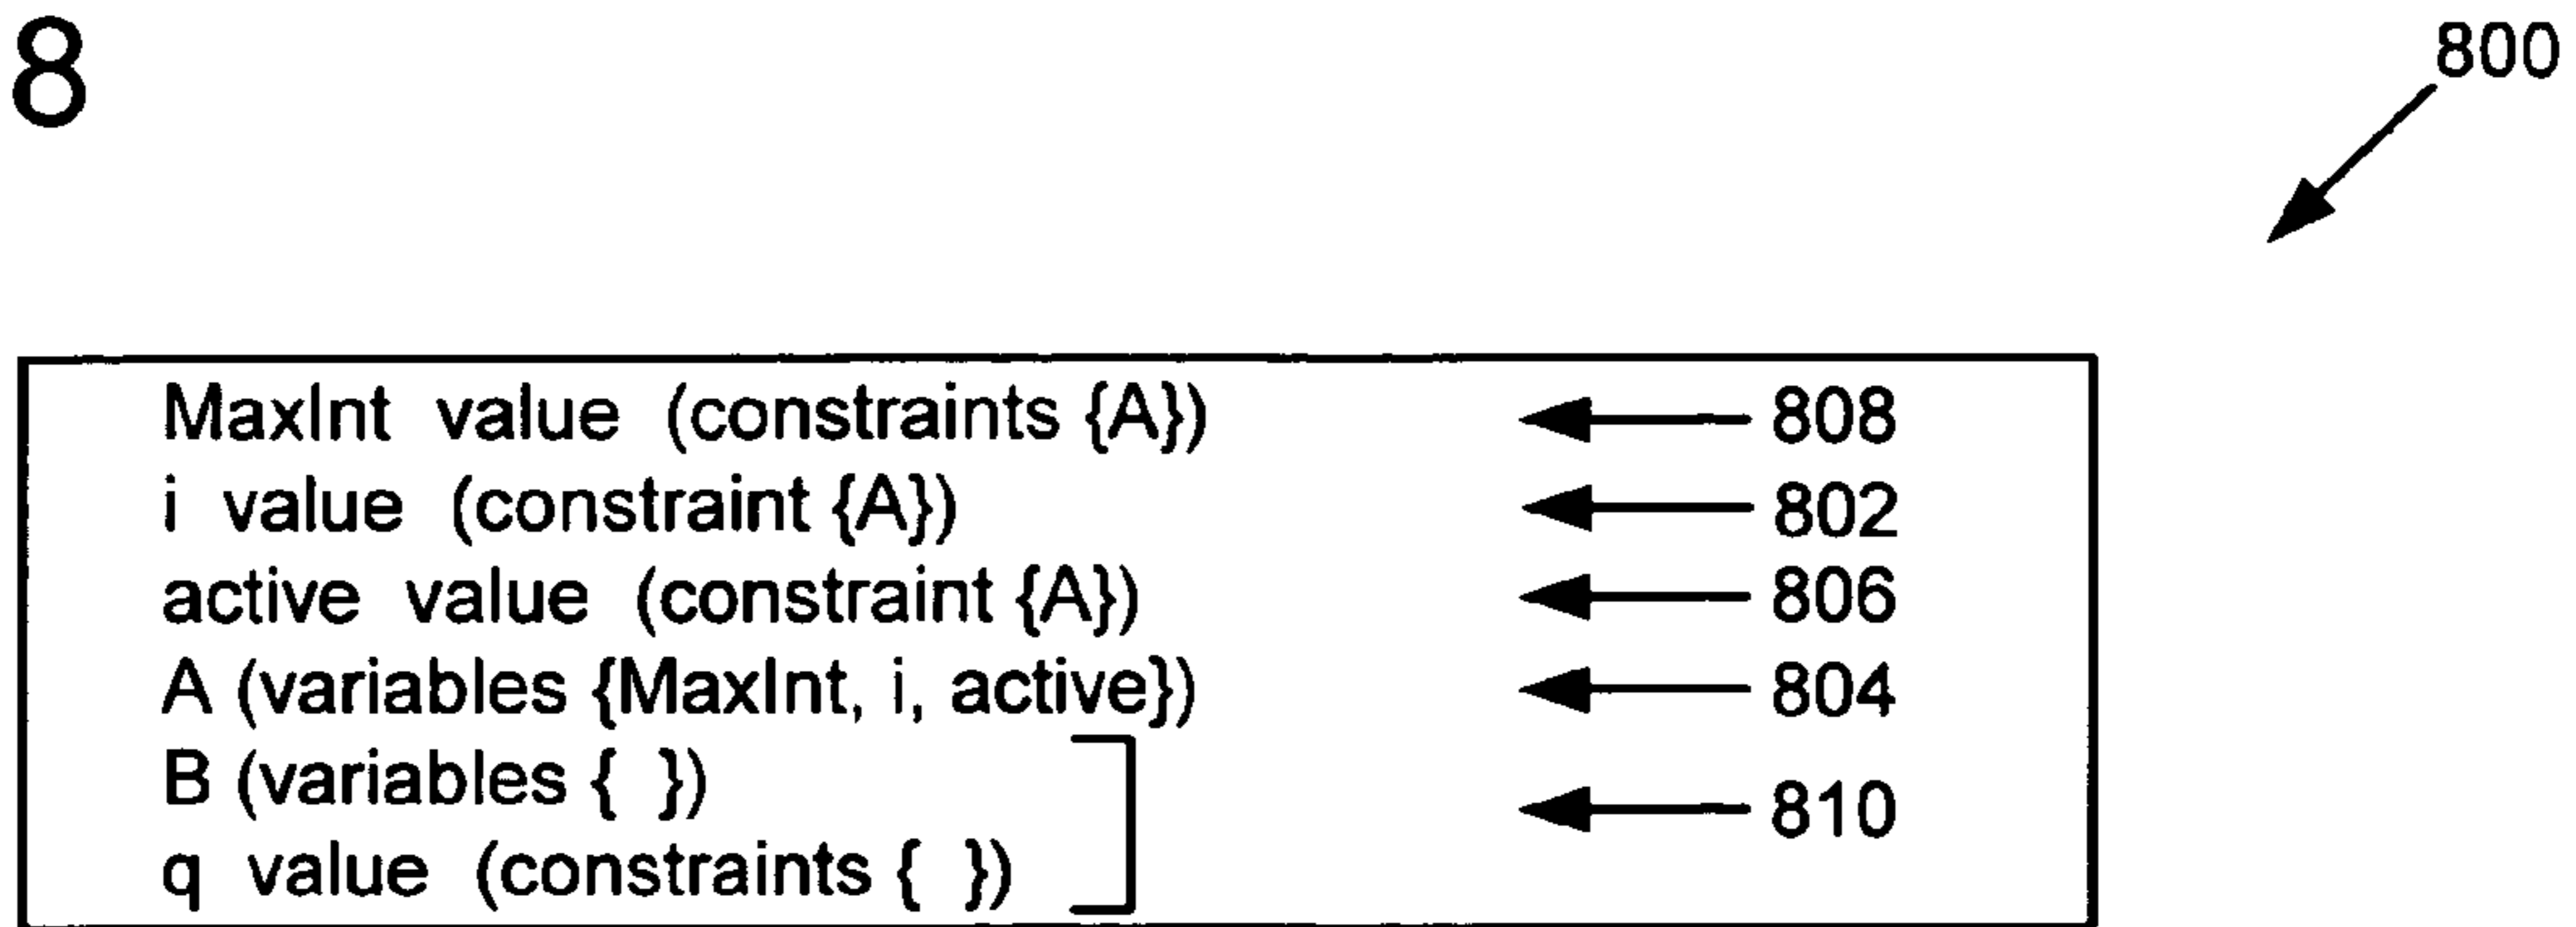 8
800
MaxInt value (constraints {A}) 808
i value (constraint {A}) 802
active value (constraint {A}) 806
A (variables {MaxInt, i, active}) 804
B (variables { })
810
q value (constraints { })